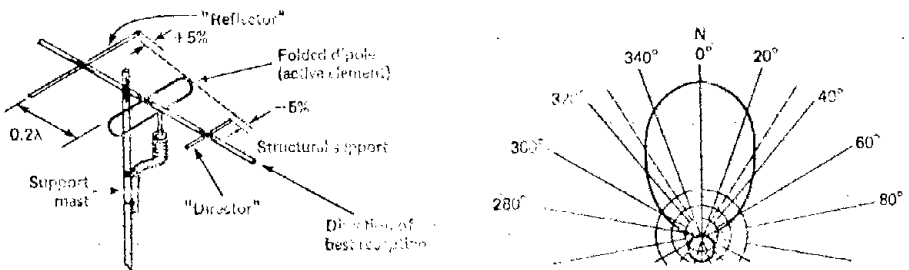 "Reflector"
+5%
Folded dipole
(active element)
-5%
0.2λ
Structural support
Support
mast
"Director"
Direction of
best reception
N
0°
340°
20°
320°
40°
300°
60°
280°
80°